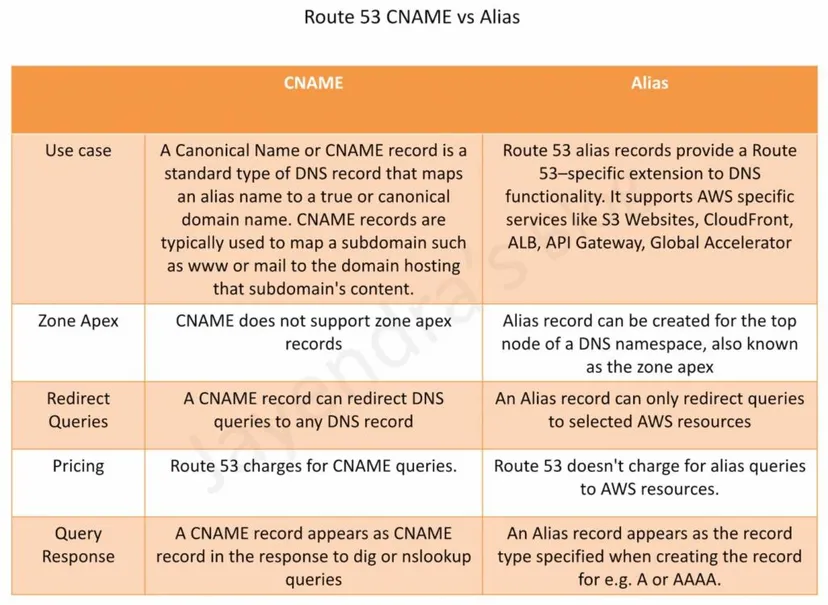 Route 53 CNAME vs Alias
CNAME
Alias
Use case
A Canonical Name or CNAME record is a
standard type of DNS record that maps
an alias name to a true or canonical
domain name. CNAME records are
typically used to map a subdomain such
as www or mail to the domain hosting
that subdomain's content.
Route 53 alias records provide a Route
53–specific extension to DNS
functionality. It supports AWS specific
services like S3 Websites, CloudFront,
ALB, API Gateway, Global Accelerator
Zone Apex
CNAME does not support zone apex
records
Alias record can be created for the top
node of a DNS namespace, also known
as the zone apex
Redirect
Queries
A CNAME record can redirect DNS
queries to any DNS record
An Alias record can only redirect queries
to selected AWS resources
Pricing
Route 53 charges for CNAME queries.
Route 53 doesn't charge for alias queries
to AWS resources.
Query
Response
A CNAME record appears as CNAME
record in the response to dig or nslookup
queries
An Alias record appears as the record
type specified when creating the record
for e.g. A or AAAA.
Jayendra's